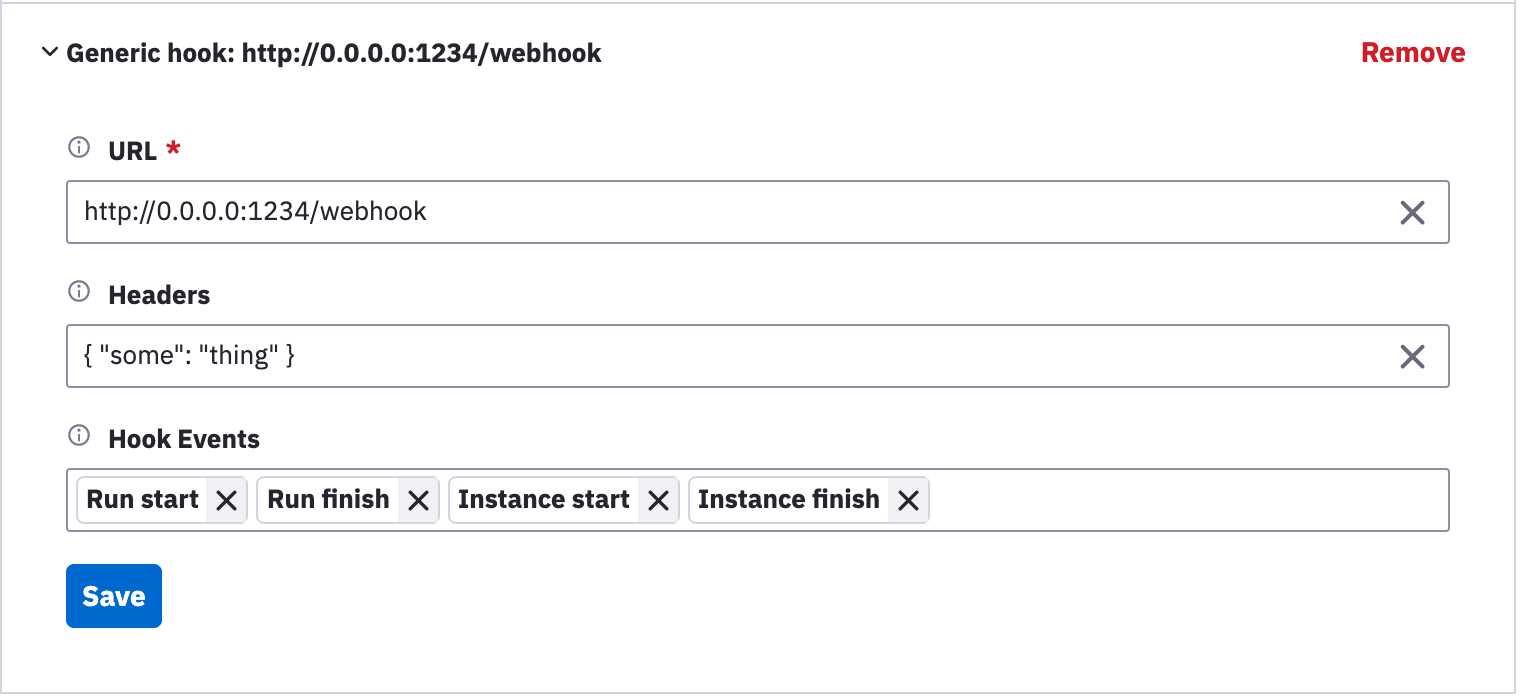 Generic hook: http://0.0.0.0:1234/webhook Remove
URL *
http://0.0.0.0:1234/webhook
Headers
{ "some": "thing" }
Hook Events
Run start Run finish Instance start Instance finish
Save